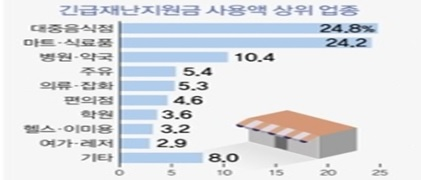 긴급재난지원금 사용액 상위 업종
대중음식점 24.8%
마트·식료품 24.2
병원·약국 10.4
주유 5.4
의류·잡화 5.3
편의점 4.6
학원 3.6
헬스·이미용 3.2
여가·레저 2.9
기타 8.0
0 5 10 15 20 25